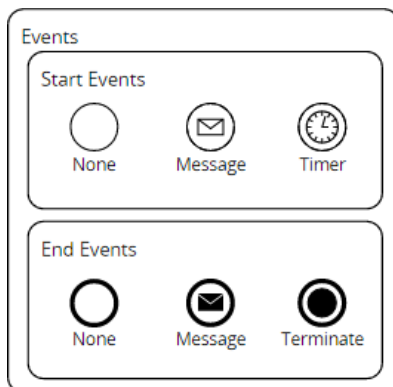 Events
Start Events
None Message Timer
End Events
None Message Terminate